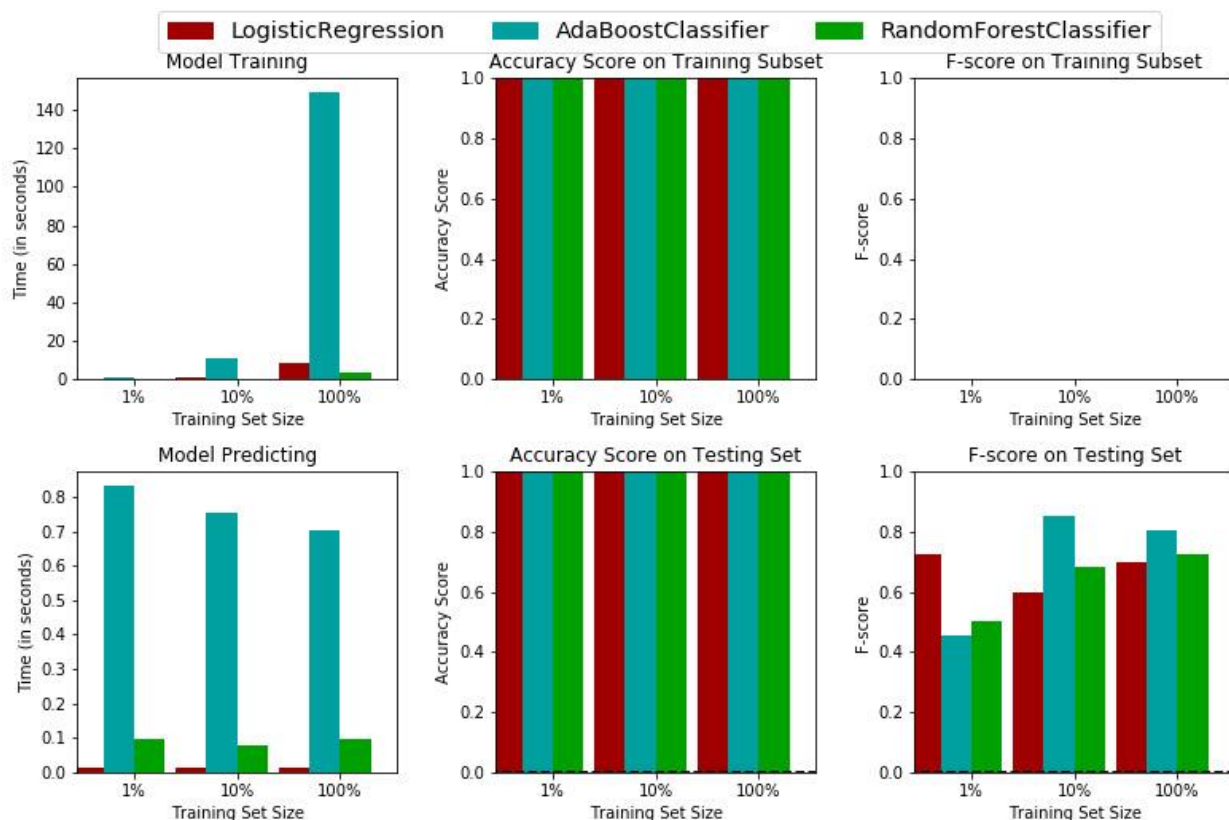 LogisticRegression AdaBoostClassifier RandomForestClassifier
Model Training
Time (in seconds)
140
120
100
80
60
40
20
0
1% 10% 100%
Training Set Size
Accuracy Score on Training Subset
Accuracy Score
1.0
0.8
0.6
0.4
0.2
0.0
1% 10% 100%
Training Set Size
F-score on Training Subset
F-score
1.0
0.8
0.6
0.4
0.2
0.0
1% 10% 100%
Training Set Size
Model Predicting
Time (in seconds)
0.8
0.7
0.6
0.5
0.4
0.3
0.2
0.1
0.0
1% 10% 100%
Training Set Size
Accuracy Score on Testing Set
Accuracy Score
1.0
0.8
0.6
0.4
0.2
0.0
1% 10% 100%
Training Set Size
F-score on Testing Set
F-score
1.0
0.8
0.6
0.4
0.2
0.0
1% 10% 100%
Training Set Size